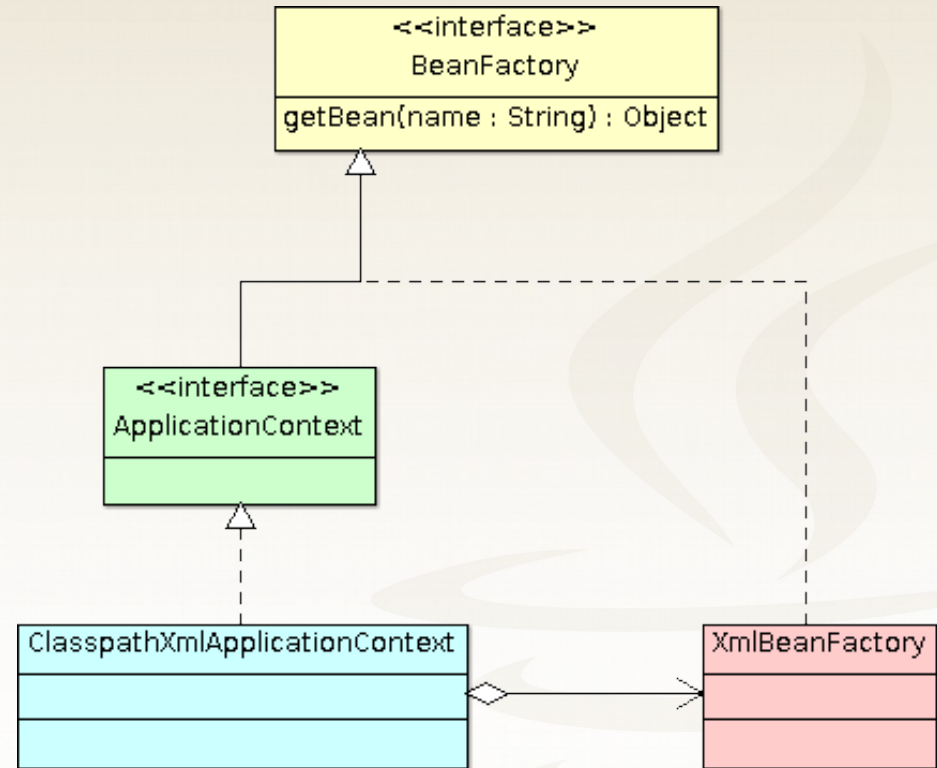 <<interface>>
BeanFactory
getBean(name : String) : Object
<<interface>>
ApplicationContext
ClasspathXmlApplicationContext
XmlBeanFactory